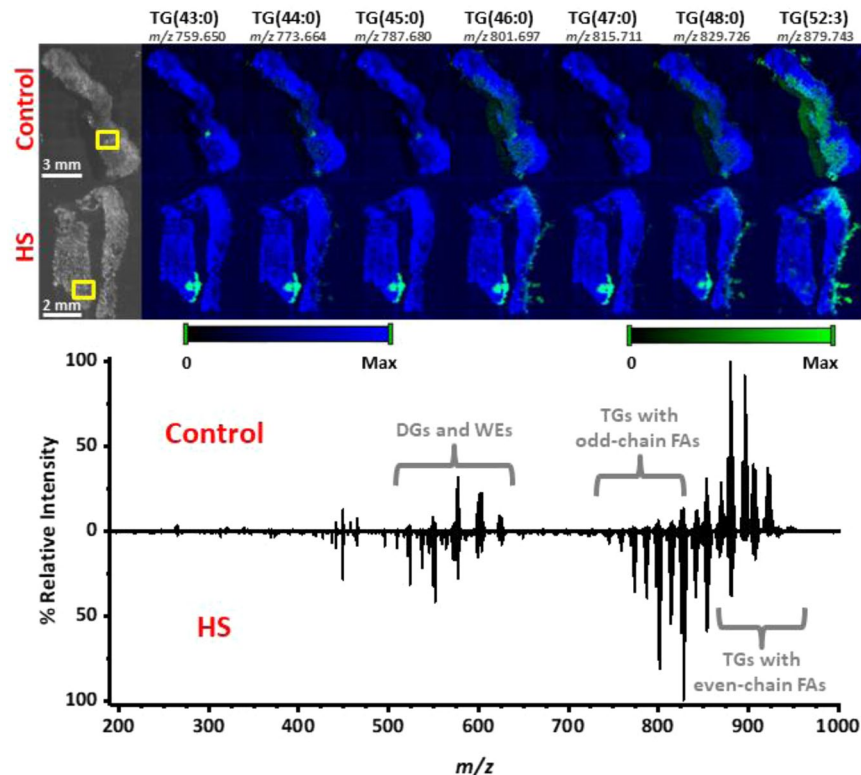 TG(43:0) TG(44:0) TG(45:0) TG(46:0) TG(47:0) TG(48:0) TG(52:3)
m/z 759.650 m/z 773.664 m/z 787.680 m/z 801.697 m/z 815.711 m/z 829.726 m/z 879.743
Control
3 mm
HS
2 mm
0 Max 0 Max
100
Control
DGs and WEs
TGs with
odd-chain FAs
50
0
% Relative Intensity
HS
50
TGs with
even-chain FAs
100
200 300 400 500 600 700 800 900 1000
m/z